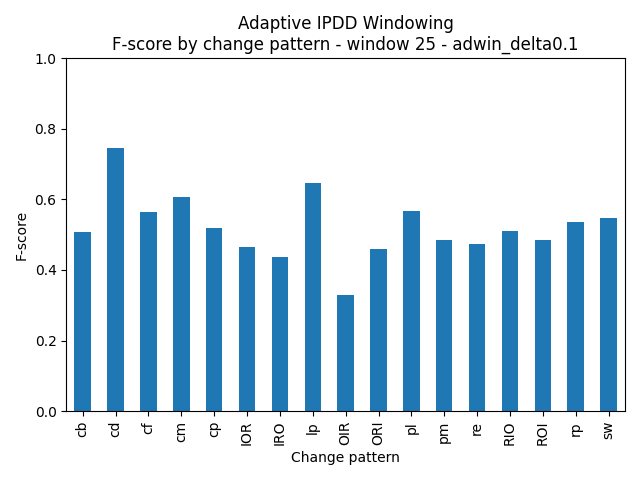 Adaptive IPDD Windowing
F-score by change pattern - window 25 - adwin_delta0.1
1.0
0.8
0.6
0.4
0.2
0.0
F-score
cb
cd
cf
cm
cp
IOR
IRO
lp
OIR
ORI
pl
pm
re
RIO
ROI
rp
sw
Change pattern